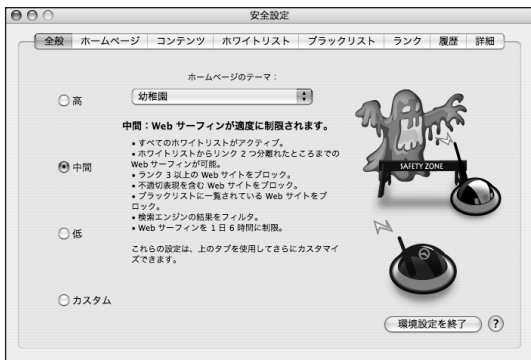 安全設定
全般 ホームページ コンテンツ ホワイトリスト ブラックリスト ランク 履歴 詳細
ホームページのテーマ：
幼稚園
高
中間：Web サーフィンが適度に制限されます。
• すべてのホワイトリストがアクティブ。
• ホワイトリストからリンク 2 つ分離れたところまでの
Web サーフィンが可能。
• ランク 3 以上の Web サイトをブロック。
• 不適切表現を含む Web サイトをブロック。
• ブラックリストに一覧されている Web サイトをブ
ロック。
• 検索エンジンの結果をフィルタ。
• Web サーフィンを 1 日 6 時間に制限。
中間
これらの設定は、上のタブを使用してさらにカスタマイ
ズできます。
低
カスタム
SAFETY ZONE
環境設定を終了 ?